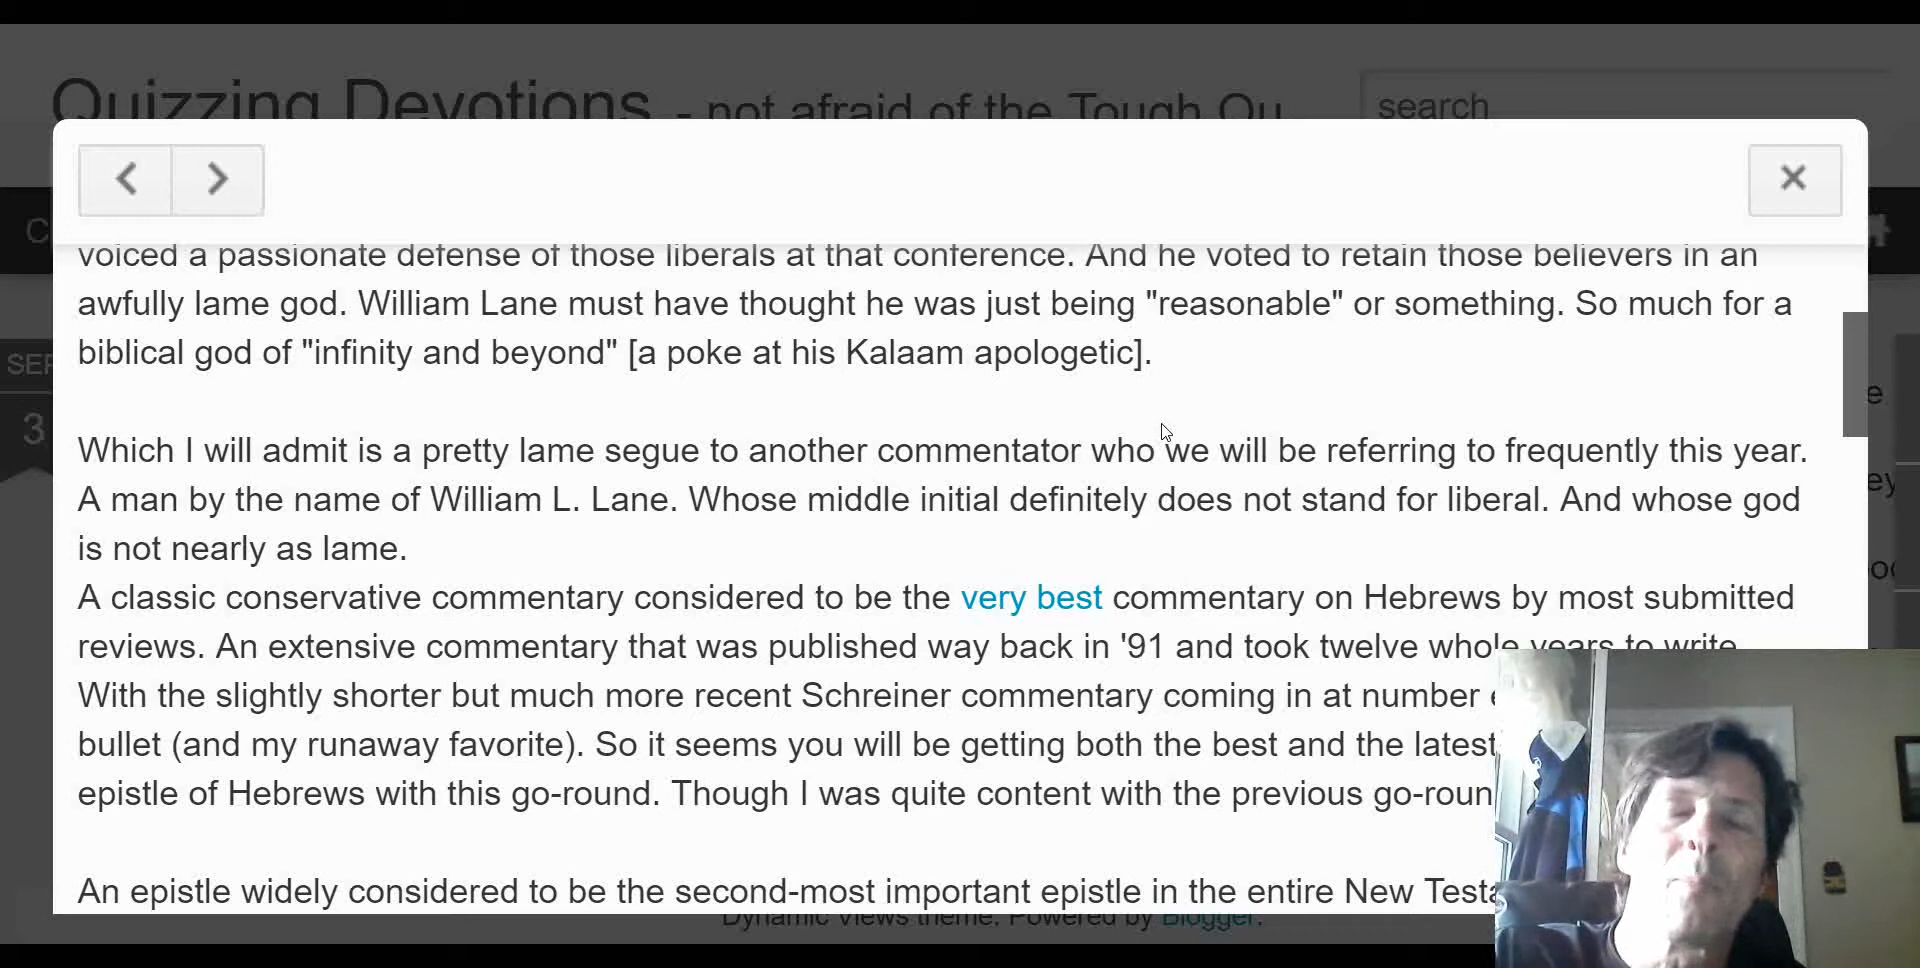 Quizzing Devotions - not afraid of the Tough Qu
search
voiced a passionate defense of those liberals at that conference. And he voted to retain those believers in an
awfully lame god. William Lane must have thought he was just being "reasonable" or something. So much for a
biblical god of "infinity and beyond" [a poke at his Kalaam apologetic].
Which I will admit is a pretty lame segue to another commentator who we will be referring to frequently this year.
A man by the name of William L. Lane. Whose middle initial definitely does not stand for liberal. And whose god
is not nearly as lame.
A classic conservative commentary considered to be the very best commentary on Hebrews by most submitted
reviews. An extensive commentary that was published way back in '91 and took twelve whole years to write
With the slightly shorter but much more recent Schreiner commentary coming in at number
bullet (and my runaway favorite). So it seems you will be getting both the best and the latest
epistle of Hebrews with this go-round. Though I was quite content with the previous go-roun
An epistle widely considered to be the second-most important epistle in the entire New Testa
Dynamic Views theme. Powered by Blogger.
SEP
3